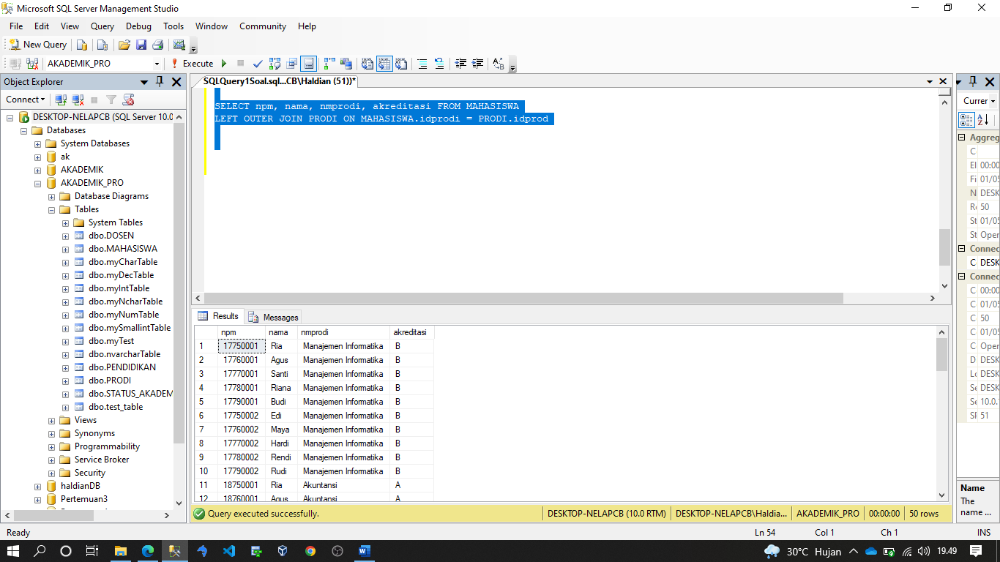 Microsoft SQL Server Management Studio
File Edit View Query Debug Tools Window Community Help
New Query
AKADEMIK_PRO Execute
Object Explorer
Connect
DESKTOP-NELAPCB (SQL Server 10.0
Databases
System Databases
ak
AKADEMIK
AKADEMIK_PRO
Database Diagrams
Tables
System Tables
dbo.DOSEN
dbo.MAHASISWA
dbo.myCharTable
dbo.myDecTable
dbo.myIntTable
dbo.myNcharTable
dbo.myNumTable
dbo.mySmallintTable
dbo.myTest
dbo.nvarcharTable
dbo.PENDIDIKAN
dbo.PRODI
dbo.STATUS_AKADEM
dbo.test_table
Views
Synonyms
Programmability
Service Broker
Security
haldianDB
Pertemuan3
SQLQuery1Soal.sql...CB\Haldian (51))*
SELECT npm, nama, nmprodi, akreditasi FROM MAHASISWA
LEFT OUTER JOIN PRODI ON MAHASISWA.idprodi = PRODI.idprod
Results Messages
npm nama nmprodi akreditasi
1 17750001 Ria Manajemen Informatika B
2 17760001 Agus Manajemen Informatika B
3 17770001 Santi Manajemen Informatika B
4 17780001 Riana Manajemen Informatika B
5 17790001 Budi Manajemen Informatika B
6 17750002 Edi Manajemen Informatika B
7 17760002 Maya Manajemen Informatika B
8 17770002 Hardi Manajemen Informatika B
9 17780002 Rendi Manajemen Informatika B
10 17790002 Rudi Manajemen Informatika B
11 18750001 Ria Akuntansi A
12 18760001 Agus Akuntansi A
Query executed successfully. DESKTOP-NELAPCB (10.0 RTM) DESKTOP-NELAPCB\Haldia... AKADEMIK_PRO 00:00:00 50 rows
Currer
Aggreg
C
El 00:00
Fi 01/05
N DESK
Re 50
St 01/05
St Oper
Connec
C DESK
Connec
C 00:00
C 01/05
C 50
C 01/05
C Oper
D DESK
Lo DESK
Se DESK
Se 10.0.
SP 51
Name
The
name ...
Ready Ln 54 Col 1 Ch 1 INS
30°C Hujan 19.49